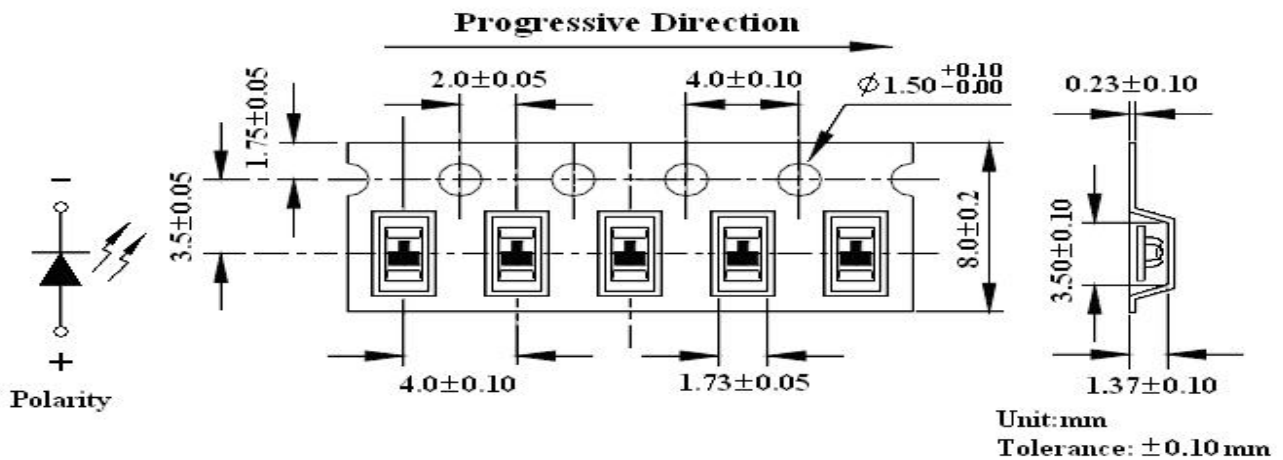 Progressive Direction
2.0±0.05
4.0±0.10
ϕ1.50 +0.10 -0.00
0.23±0.10
1.75±0.05
3.5±0.05
8.0±0.2
3.50±0.10
-
+
Polarity
4.0±0.10
1.73±0.05
1.37±0.10
Unit:mm
Tolerance: ±0.10 mm